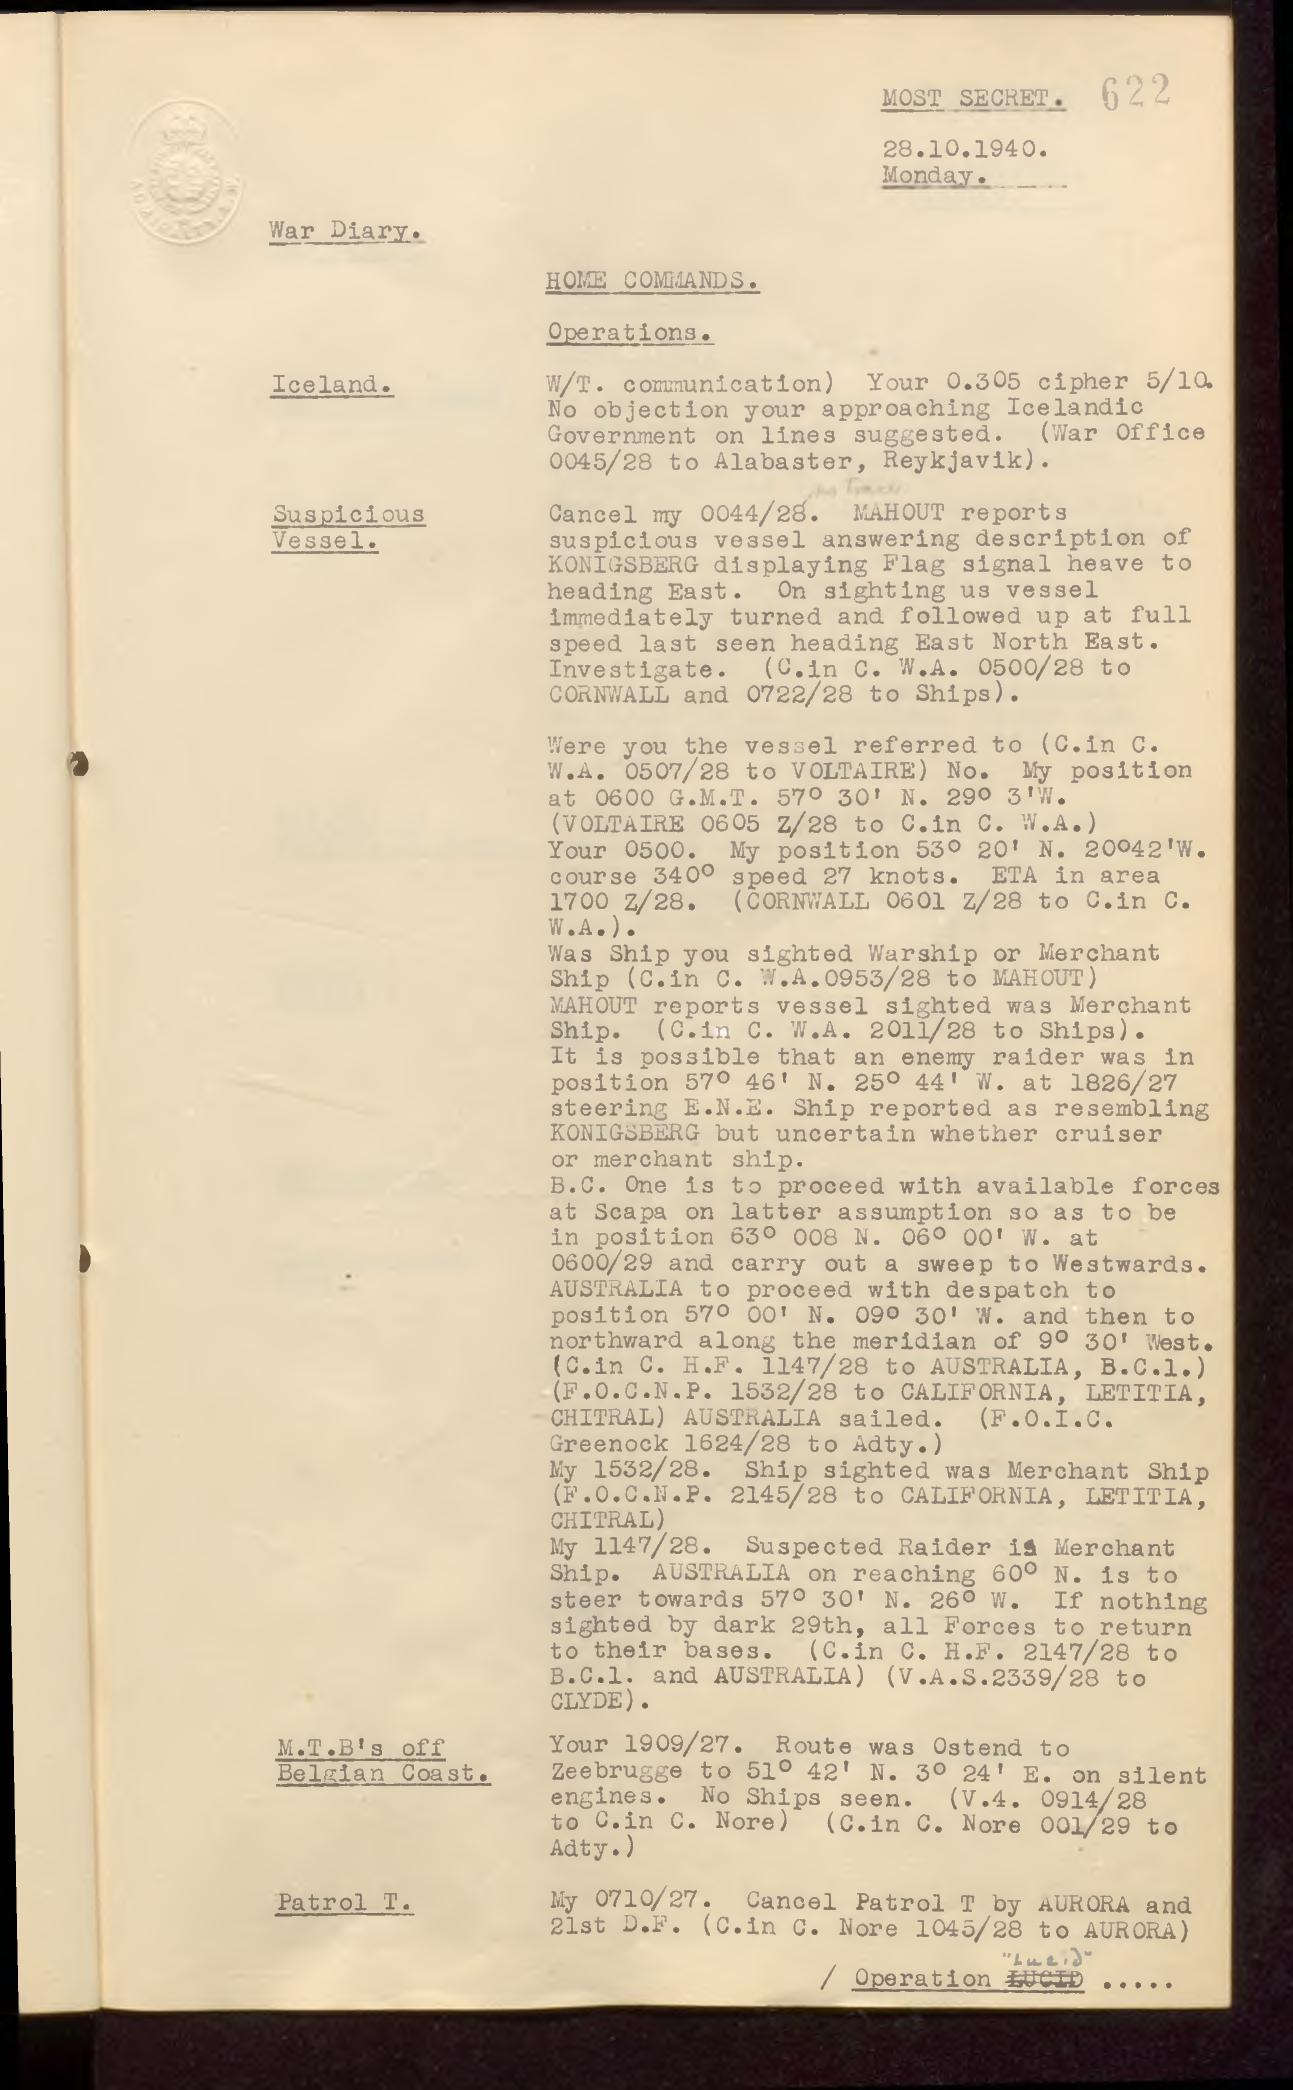 MOST SECRET. 622
28.10.1940.
Monday.
War Diary.
HOME COMMANDS.
Operations.
Iceland.
W/T. communication) Your 0.305 cipher 5/10.
No objection your approaching Icelandic
Government on lines suggested. (War Office
0045/28 to Alabaster, Reykjavik).
Suspicious
Vessel.
Cancel my 0044/28. MAHOUT reports
suspicious vessel answering description of
KONIGSBERG displaying Flag signal heave to
heading East. On sighting us vessel
immediately turned and followed up at full
speed last seen heading East North East.
Investigate. (C.in C. W.A. 0500/28 to
CORNWALL and 0722/28 to Ships).
Were you the vessel referred to (C.in C.
W.A. 0507/28 to VOLTAIRE) No. My position
at 0600 G.M.T. 57° 30' N. 29° 3'W.
(VOLTAIRE 0605 Z/28 to C.in C. W.A.)
Your 0500. My position 53° 20' N. 20°42'W.
course 340° speed 27 knots. ETA in area
1700 Z/28. (CORNWALL 0601 Z/28 to C.in C.
W.A.).
Was Ship you sighted Warship or Merchant
Ship (C.in C. W.A.0953/28 to MAHOUT)
MAHOUT reports vessel sighted was Merchant
Ship. (C.in C. W.A. 2011/28 to Ships).
It is possible that an enemy raider was in
position 57° 46' N. 25° 44' W. at 1826/27
steering E.N.E. Ship reported as resembling
KONIGSBERG but uncertain whether cruiser
or merchant ship.
B.C. One is to proceed with available forces
at Scapa on latter assumption so as to be
in position 63° 008 N. 06° 00' W. at
0600/29 and carry out a sweep to Westwards.
AUSTRALIA to proceed with despatch to
position 57° 00' N. 09° 30' W. and then to
northward along the meridian of 9° 30' West.
(C.in C. H.F. 1147/28 to AUSTRALIA, B.C.1.)
(F.O.C.N.P. 1532/28 to CALIFORNIA, LETITIA,
CHITRAL) AUSTRALIA sailed. (F.O.I.C.
Greenock 1624/28 to Adty.)
My 1532/28. Ship sighted was Merchant Ship
(F.O.C.N.P. 2145/28 to CALIFORNIA, LETITIA,
CHITRAL)
My 1147/28. Suspected Raider is Merchant
Ship. AUSTRALIA on reaching 60° N. is to
steer towards 57° 30' N. 26° W. If nothing
sighted by dark 29th, all Forces to return
to their bases. (C.in C. H.F. 2147/28 to
B.C.1. and AUSTRALIA) (V.A.S.2339/28 to
CLYDE).
M.T.B's off
Belgian Coast.
Your 1909/27. Route was Ostend to
Zeebrugge to 51° 42' N. 3° 24' E. on silent
engines. No Ships seen. (V.4. 0914/28
to C.in C. Nore) (C.in C. Nore 001/29 to
Adty.)
Patrol T.
My 0710/27. Cancel Patrol T by AURORA and
21st D.F. (C.in C. Nore 1045/28 to AURORA)
"Lucid"
/ Operation LUCID .....